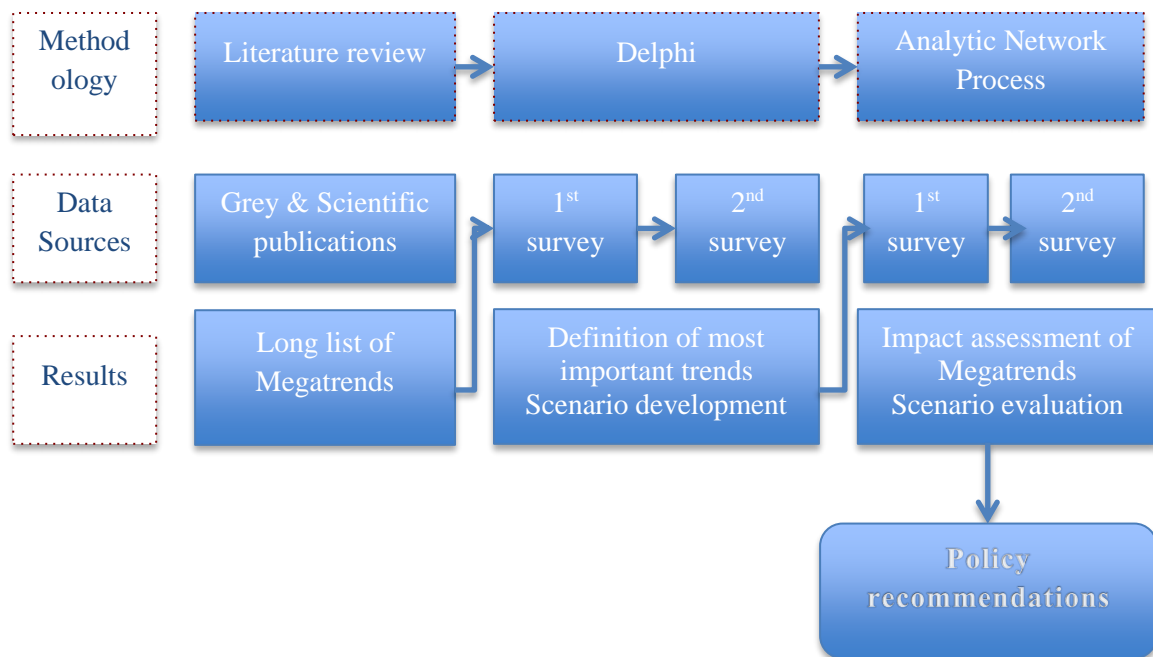 Method
ology
Literature review
Delphi
Analytic Network
Process
Data
Sources
Grey & Scientific
publications
1st
survey
2nd
survey
1st
survey
2nd
survey
Results
Long list of
Megatrends
Definition of most
important trends
Scenario development
Impact assessment of
Megatrends
Scenario evaluation
Policy
recommendations